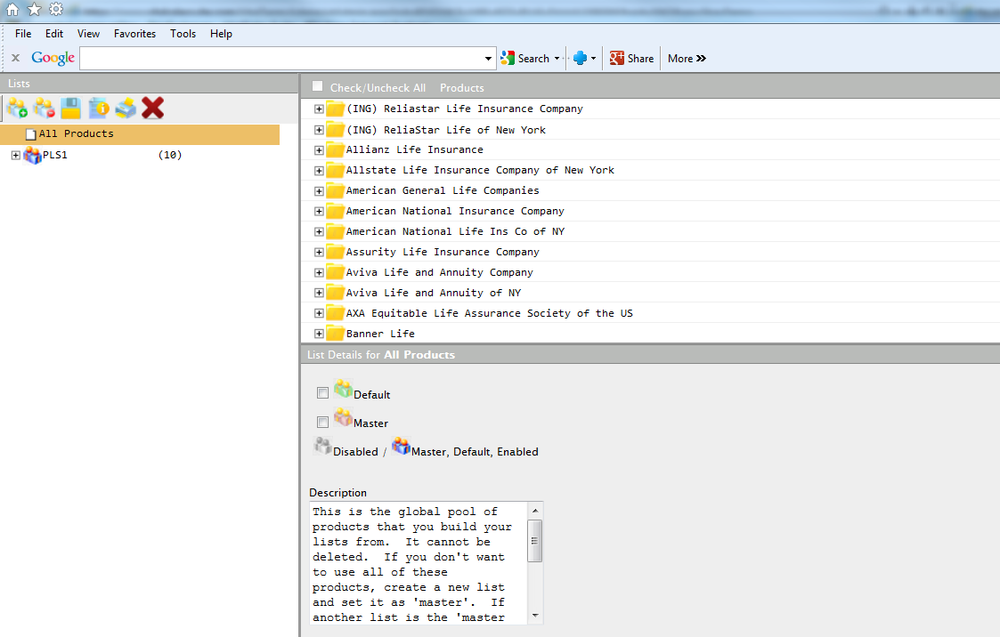 File Edit View Favorites Tools Help
x Google Search Share More »
Lists
All Products
PLS1 (10)
Check/Uncheck All Products
(ING) Reliastar Life Insurance Company
(ING) ReliaStar Life of New York
Allianz Life Insurance
Allstate Life Insurance Company of New York
American General Life Companies
American National Insurance Company
American National Life Ins Co of NY
Assurity Life Insurance Company
Aviva Life and Annuity Company
Aviva Life and Annuity of NY
AXA Equitable Life Assurance Society of the US
Banner Life
List Details for All Products
Default
Master
Disabled / Master, Default, Enabled
Description
This is the global pool of
products that you build your
lists from. It cannot be
deleted. If you don't want
to use all of these
products, create a new list
and set it as 'master'. If
another list is the 'master